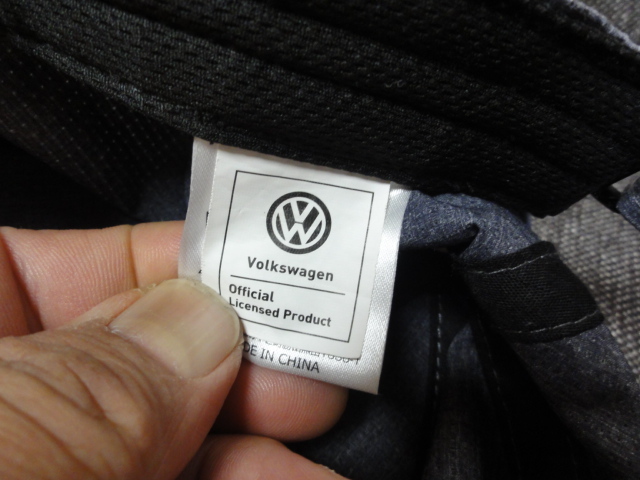 Volkswagen
Official
Licensed Product
DE IN CHINA